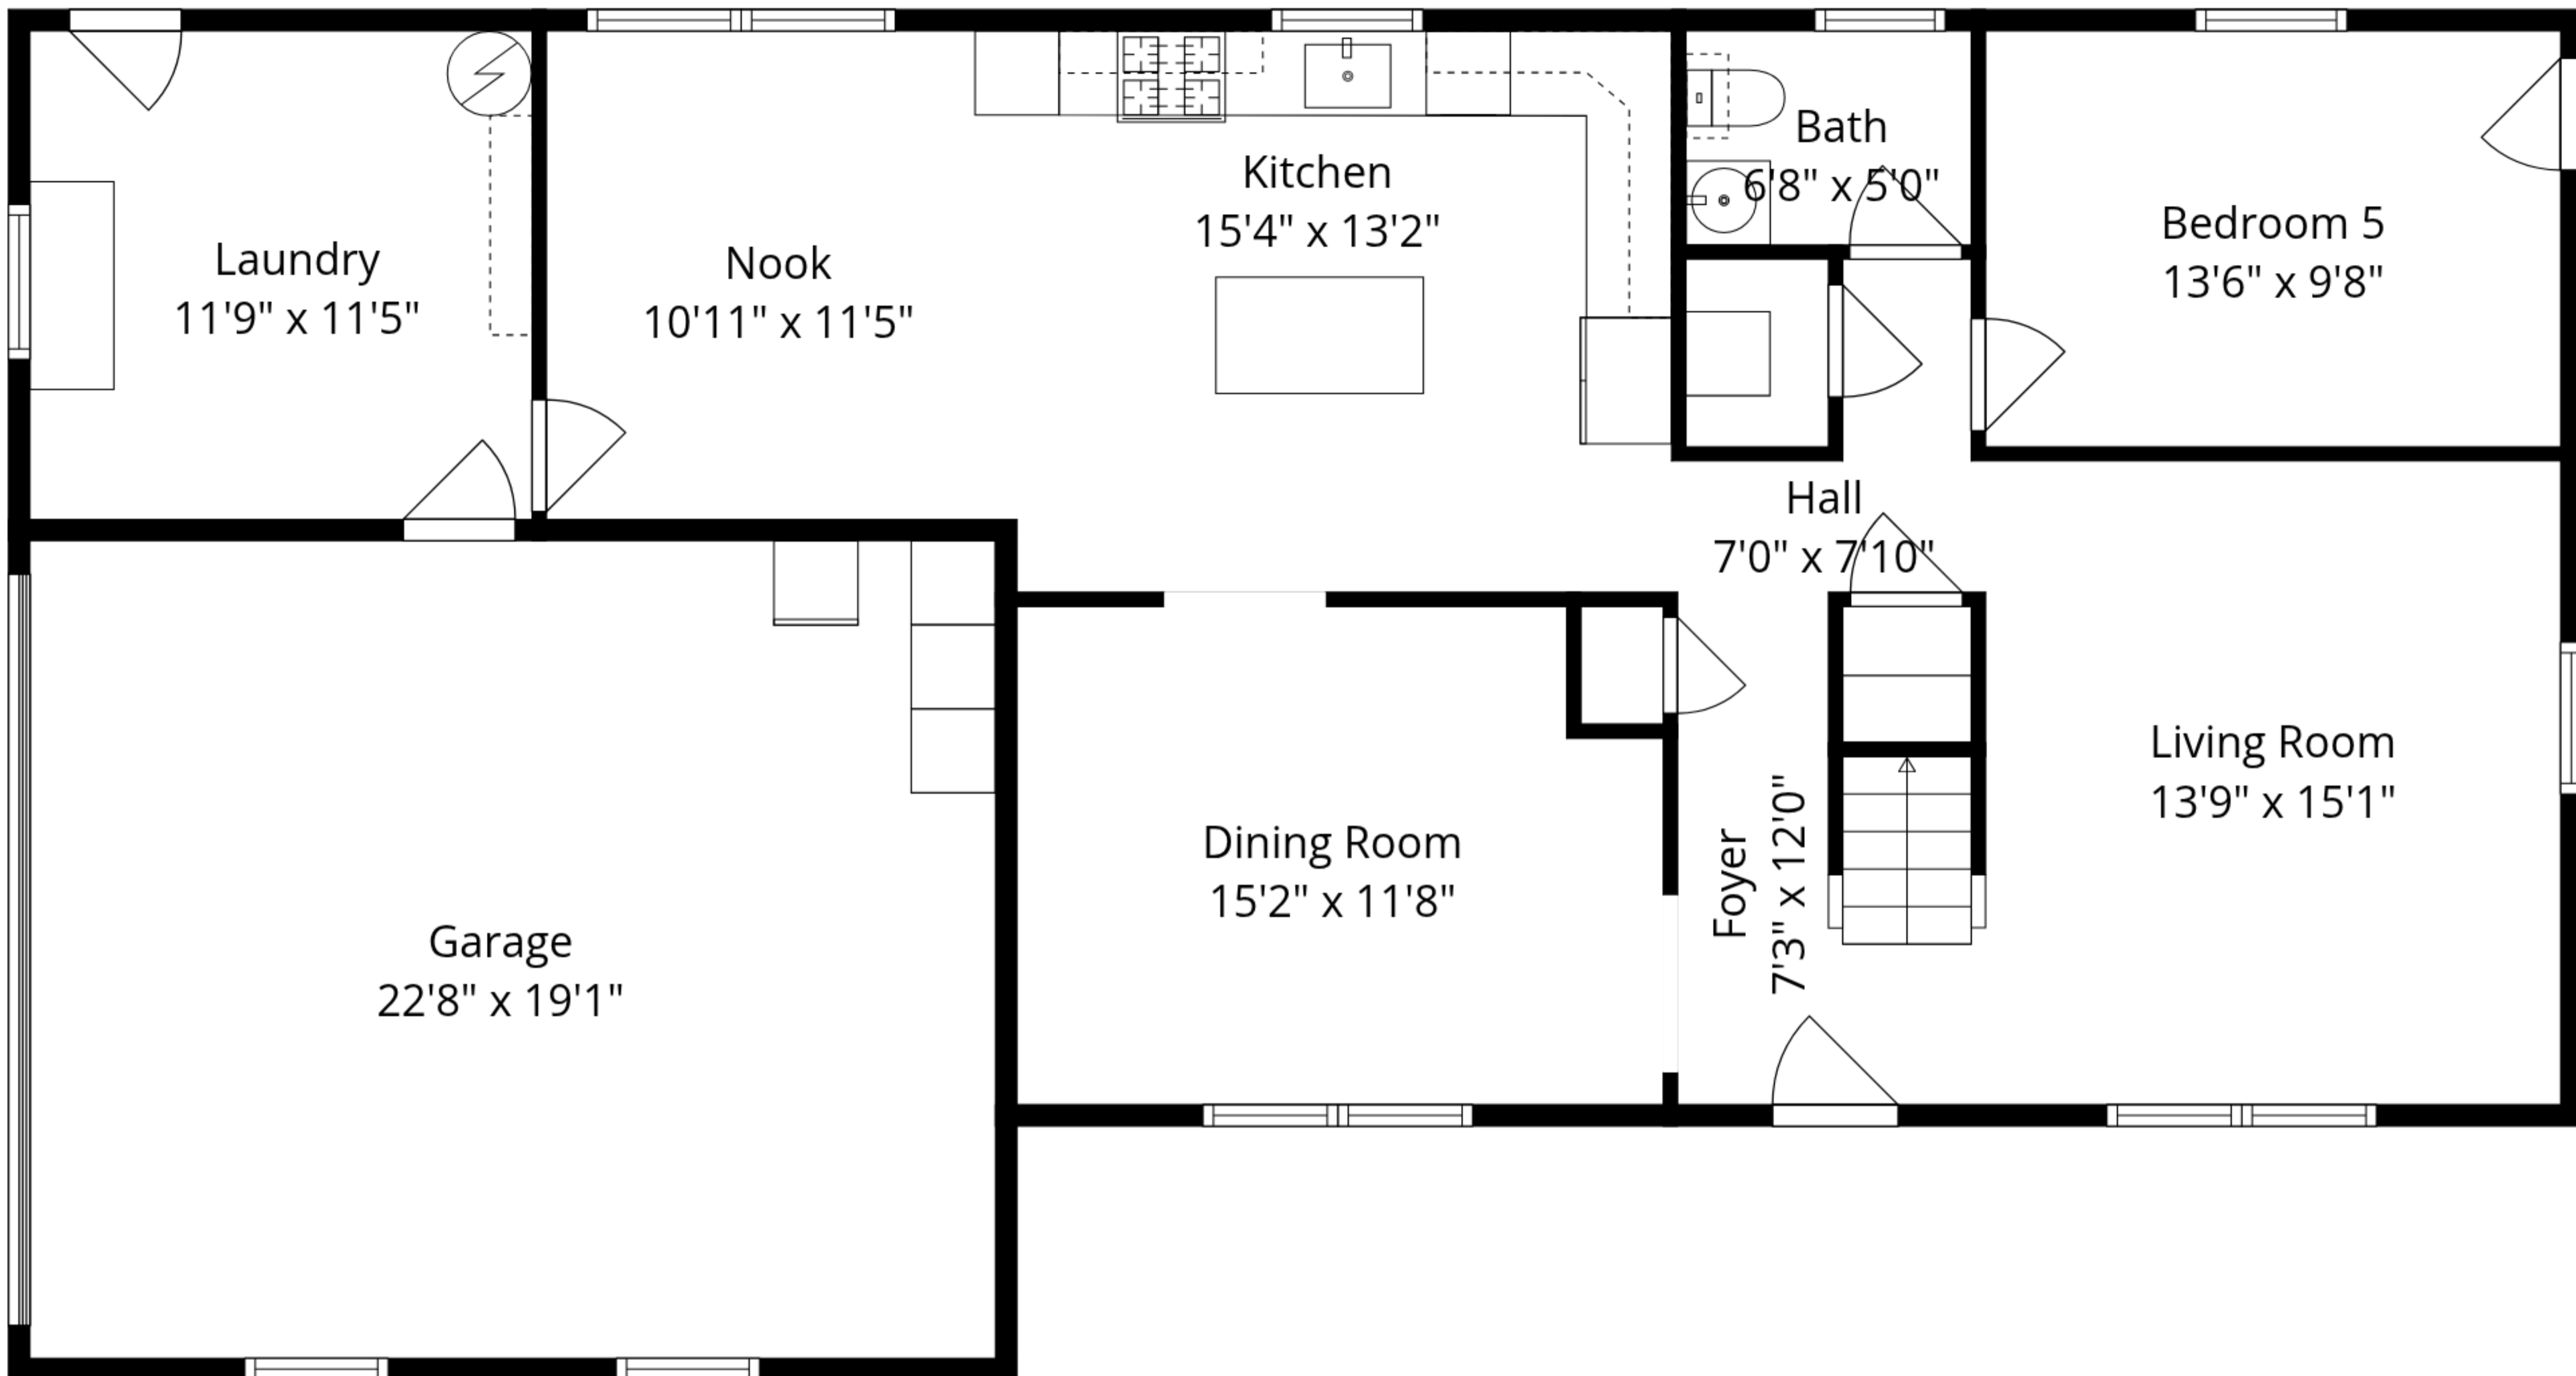 Laundry
11'9" x 11'5"
Nook
10'11" x 11'5"
Kitchen
15'4" x 13'2"
Bath
6'8" x 5'0"
Bedroom 5
13'6" x 9'8"
Hall
7'0" x 7'10"
Garage
22'8" x 19'1"
Dining Room
15'2" x 11'8"
Foyer
7'3" x 12'0"
Living Room
13'9" x 15'1"